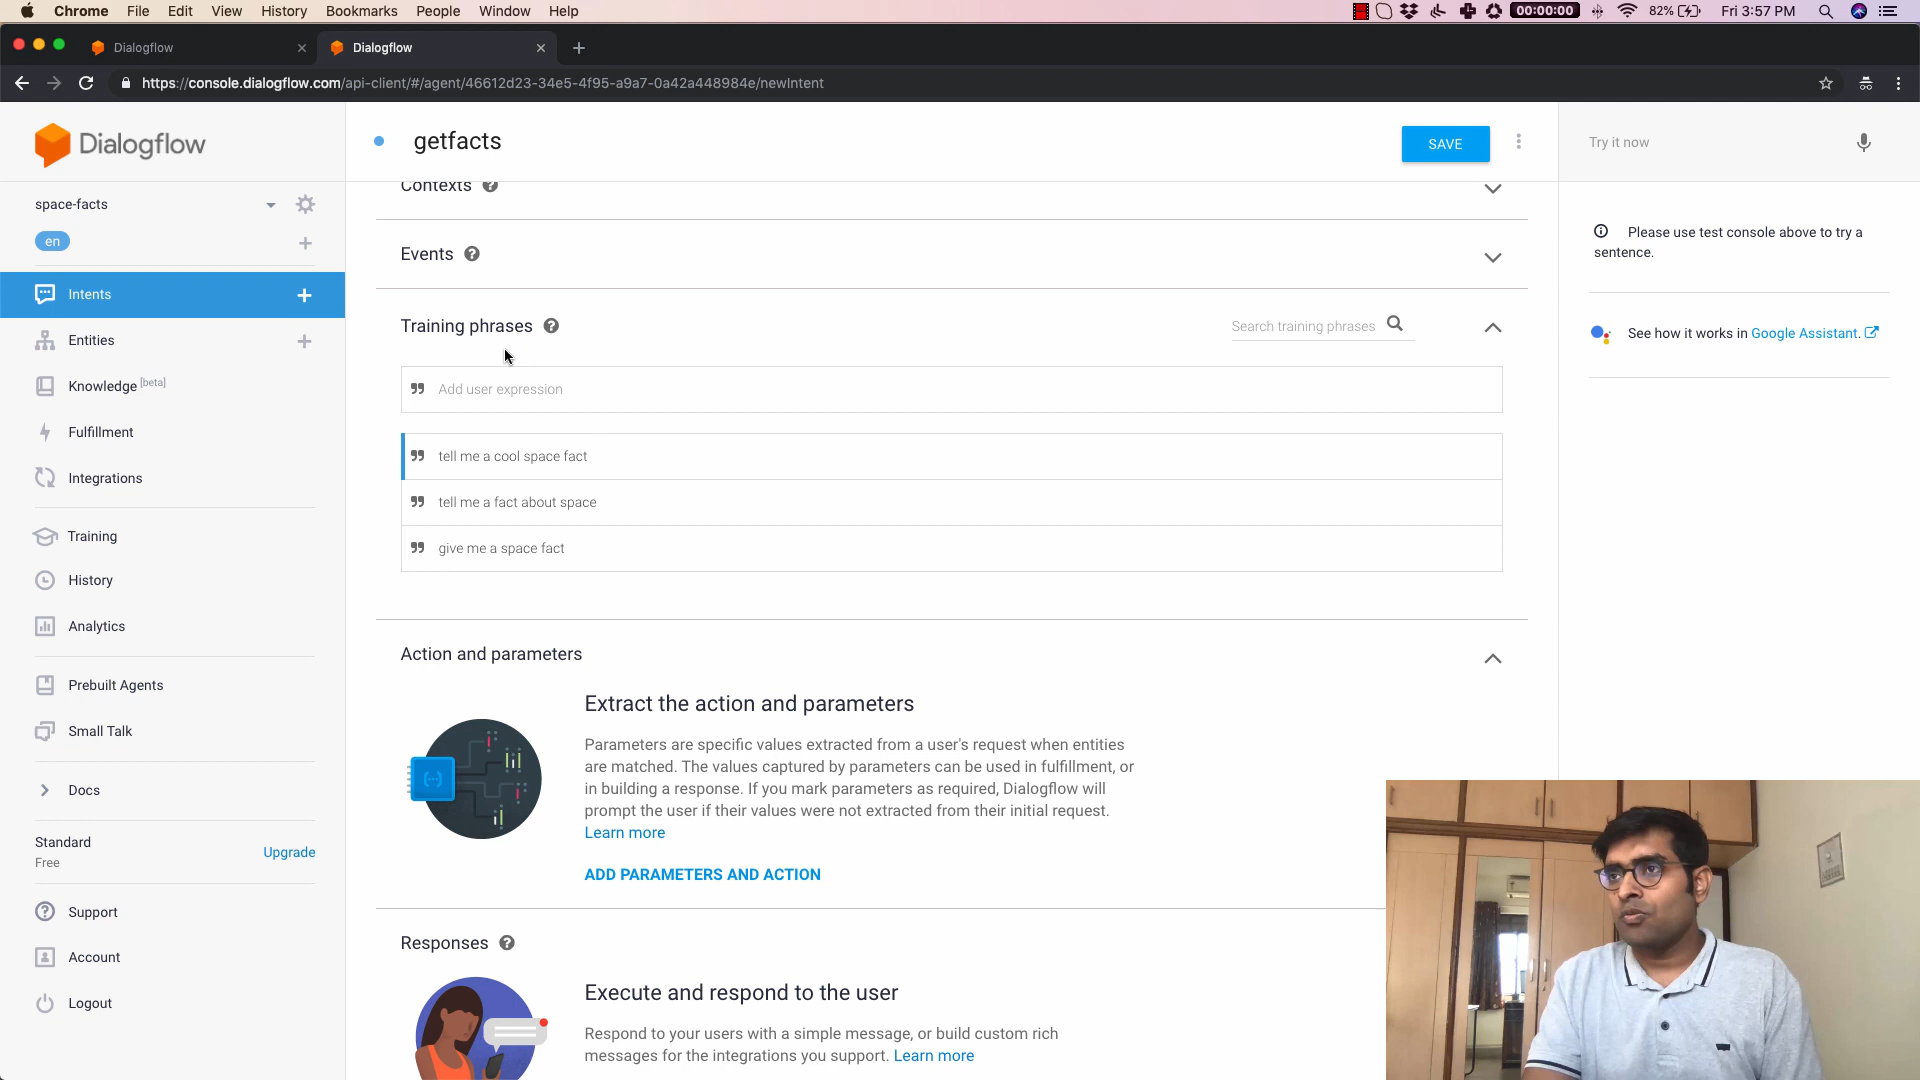 Chrome File Edit View History Bookmarks People Window Help
00:00:00 82% Fri 3:57 PM
Dialogflow
Dialogflow
https://console.dialogflow.com/api-client/#/agent/46612d23-34e5-4f95-a9a7-0a42a448984e/newIntent
Dialogflow
getfacts
SAVE
Try it now
space-facts
en
Intents
Entities
Knowledge [beta]
Fulfillment
Integrations
Training
History
Analytics
Prebuilt Agents
Small Talk
Docs
Standard
Free
Upgrade
Support
Account
Logout
Contexts
Events
Training phrases
Search training phrases
Add user expression
tell me a cool space fact
tell me a fact about space
give me a space fact
Action and parameters
Extract the action and parameters
Parameters are specific values extracted from a user's request when entities
are matched. The values captured by parameters can be used in fulfillment, or
in building a response. If you mark parameters as required, Dialogflow will
prompt the user if their values were not extracted from their initial request.
Learn more
ADD PARAMETERS AND ACTION
Responses
Execute and respond to the user
Respond to your users with a simple message, or build custom rich
messages for the integrations you support. Learn more
Please use test console above to try a
sentence.
See how it works in Google Assistant.